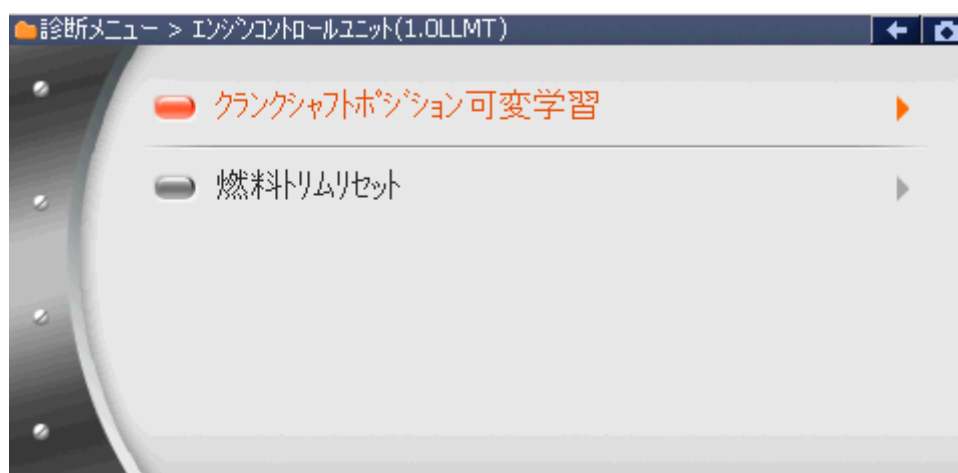 診断メニュー > エンジンコントロールユニット(1.0LLMT)
クランクシャフトポジション可変学習
燃料トリムリセット